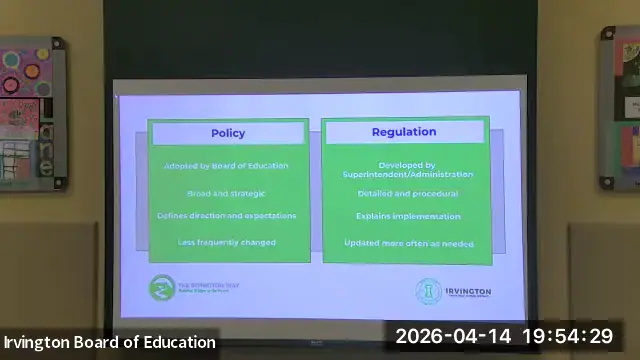 Policy
Adopted by Board of Education
Broad and strategic
Defines direction and expectations
Less frequently changed
Regulation
Developed by
Superintendent/Administration
Detailed and procedural
Explains implementation
Updated more often as needed
IRVINGTON
Irvington Board of Education
2026-04-14 19:54:29